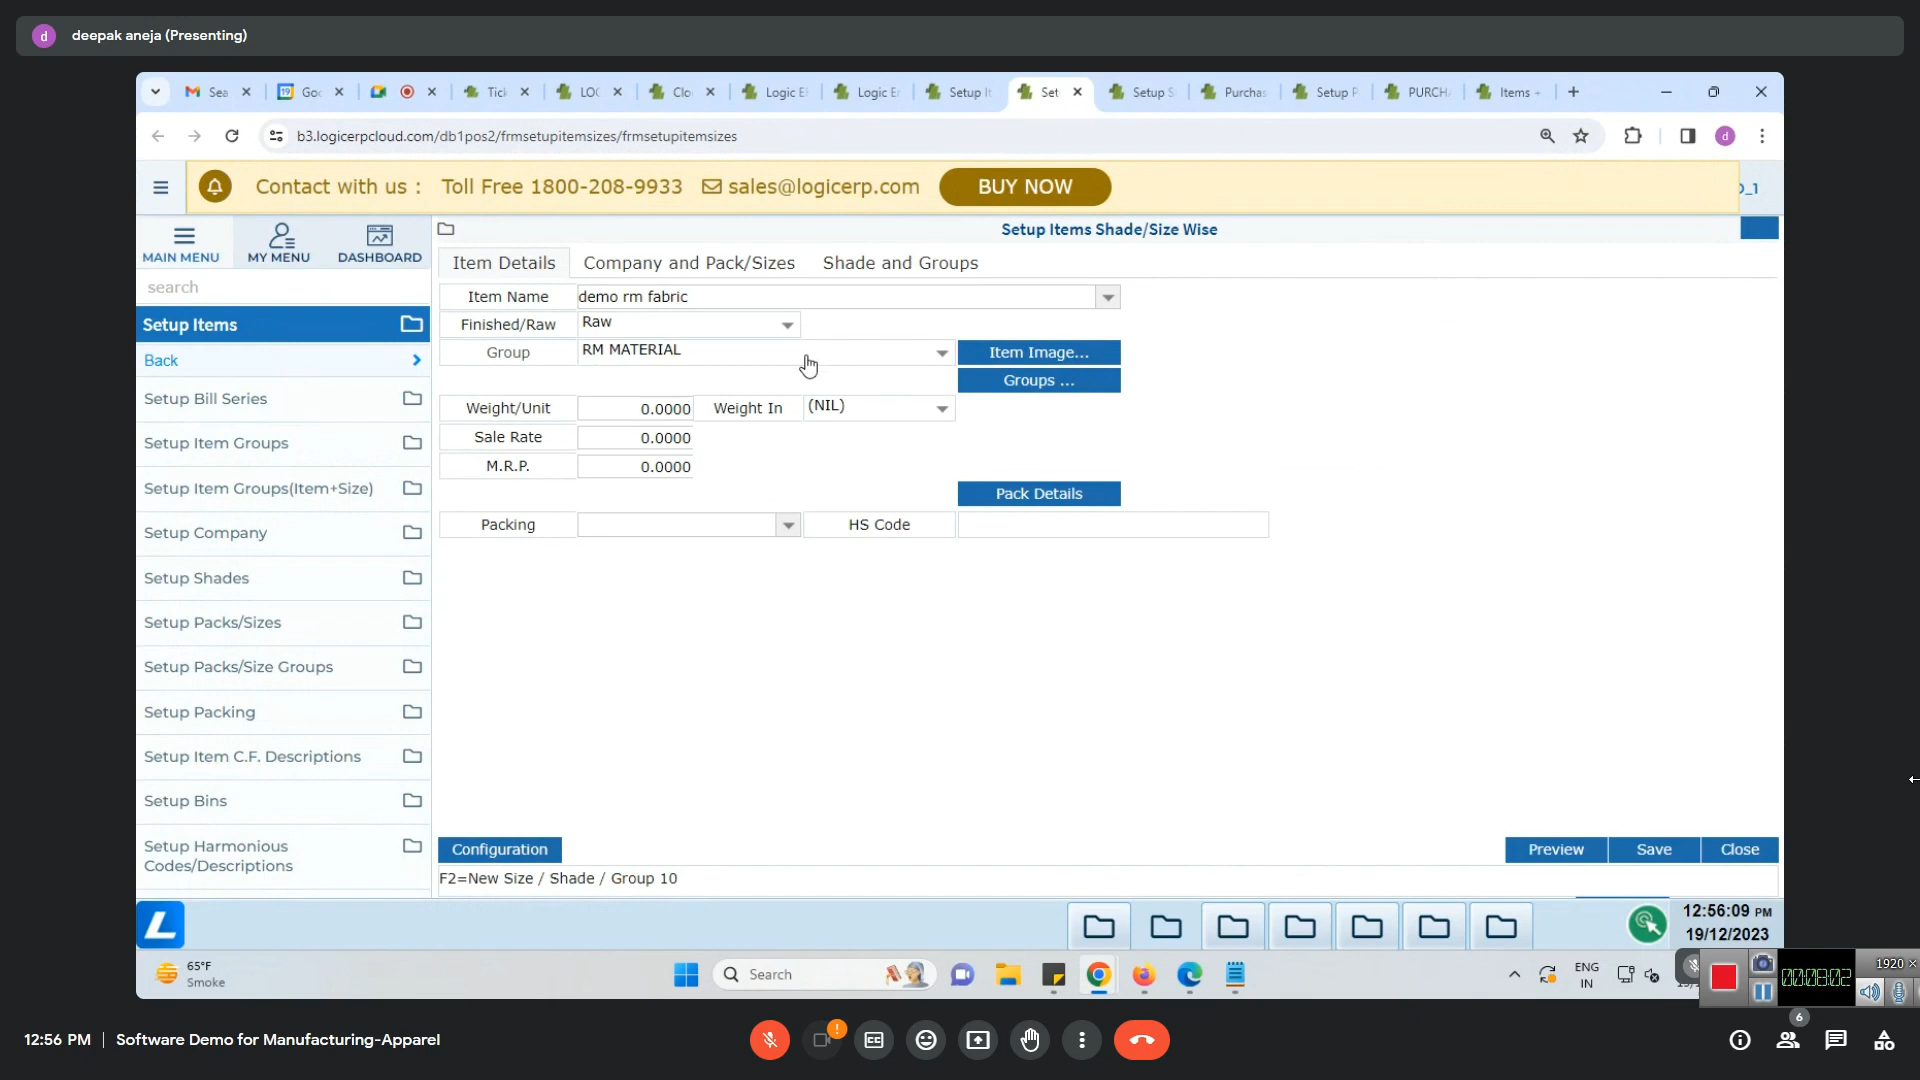 d deepak aneja (Presenting)
Sea Goo Tick LOG Clo Logic E Logic Er Setup It Set Setup S Purchas Setup P PURCH Items +
b3.logicerpcloud.com/db1pos2/frmsetupitemsizes/frmsetupitemsizes
d
Contact with us : Toll Free 1800-208-9933 sales@logicerp.com BUY NOW
MAIN MENU MY MENU DASHBOARD
Setup Items Shade/Size Wise
Item Details Company and Pack/Sizes Shade and Groups
search
Item Name demo rm fabric
Setup Items
Finished/Raw Raw
Group RM MATERIAL Item Image...
Back
Groups ...
Setup Bill Series
Weight/Unit 0.0000 Weight In (NIL)
Sale Rate 0.0000
Setup Item Groups
M.R.P. 0.0000
Setup Item Groups(Item+Size)
Pack Details
Packing HS Code
Setup Company
Setup Shades
Setup Packs/Sizes
Setup Packs/Size Groups
Setup Packing
Setup Item C.F. Descriptions
Setup Bins
Setup Harmonious
Codes/Descriptions
Configuration Preview Save Close
F2=New Size / Shade / Group 10
12:56:09 PM
19/12/2023
65°F
Smoke
Search
ENG
IN
00:08:02
1920 ×
6
12:56 PM | Software Demo for Manufacturing-Apparel